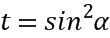 t = sin²α